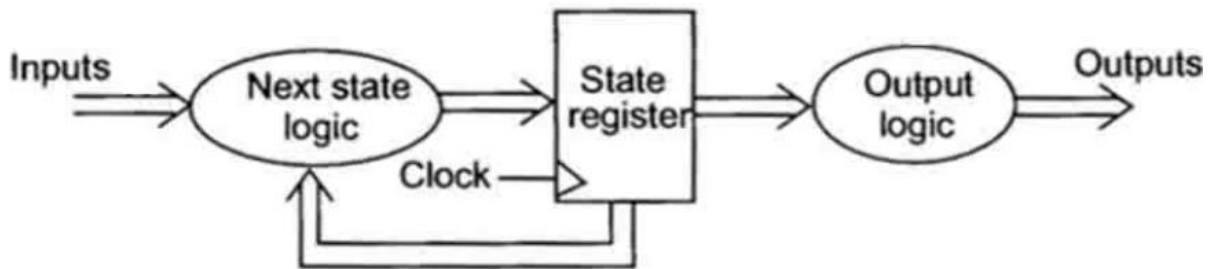 Inputs
Next state
logic
State
register
Clock
Output
logic
Outputs